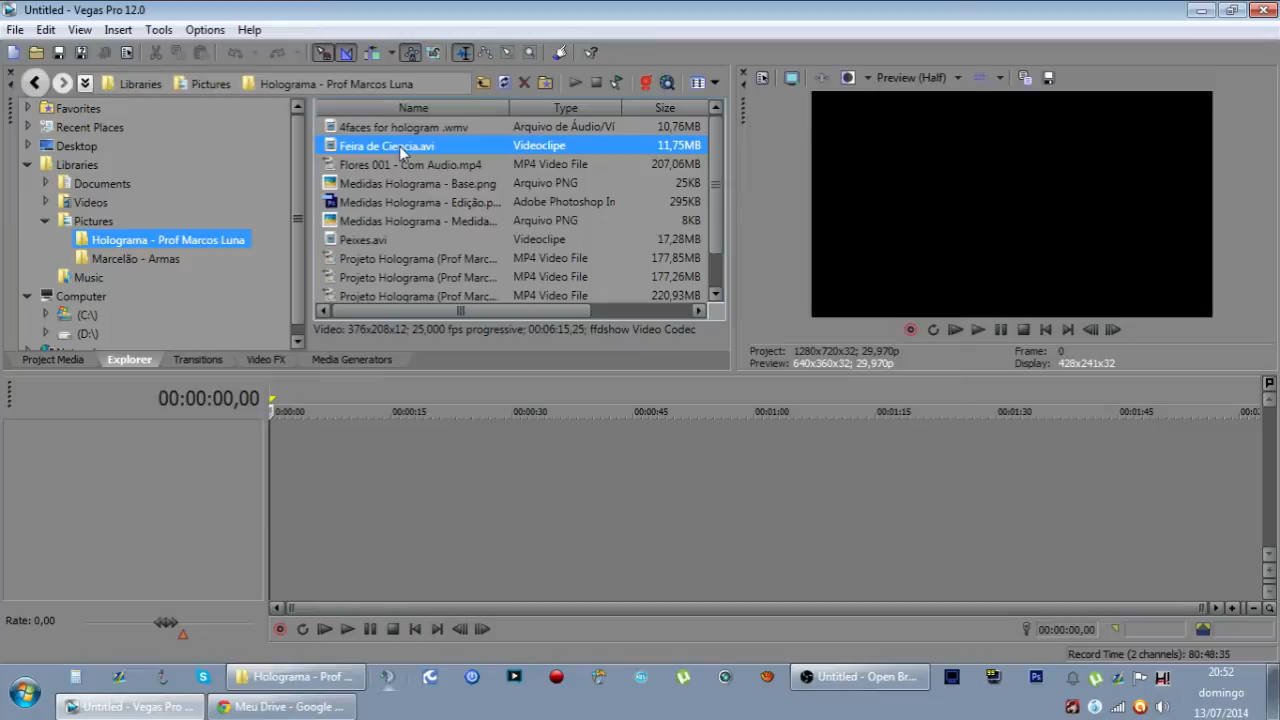 Untitled - Vegas Pro 12.0
File Edit View Insert Tools Options Help
Libraries Pictures Holograma - Prof Marcos Luna
Preview (Half)
Favorites
Recent Places
Desktop
Libraries
Documents
Videos
Pictures
Holograma - Prof Marcos Luna
Marcelão - Armas
Music
Computer
(C:)
(D:)
Name Type Size
4faces for hologram .wmv Arquivo de Áudio/Ví 10,76MB
Feira de Ciencia.avi Videoclipe 11,75MB
Flores 001 - Com Audio.mp4 MP4 Video File 207,06MB
Medidas Holograma - Base.png Arquivo PNG 25KB
Medidas Holograma - Edição.p... Adobe Photoshop In 295KB
Medidas Holograma - Medida... Arquivo PNG 8KB
Peixes.avi Videoclipe 17,28MB
Projeto Holograma (Prof Marc... MP4 Video File 177,85MB
Projeto Holograma (Prof Marc... MP4 Video File 177,26MB
Projeto Holograma (Prof Marc... MP4 Video File 220,93MB
Video: 376x208x12; 25,000 fps progressive; 00:06:15,25; ffdshow Video Codec
Project Media Explorer Transitions Video FX Media Generators
Project: 1280x720x32; 29,970p Frame: 0
Preview: 640x360x32; 29,970p Display: 428x241x32
00:00:00,00
0:00:00 00:00:15 00:00:30 00:00:45 00:01:00 00:01:15 00:01:30 00:01:45
Rate: 0,00
00:00:00,00
Record Time (2 channels): 80:48:35
Holograma - Prof ... Untitled - Open Br...
Untitled - Vegas Pro ... Meu Drive - Google ...
20:52
domingo
13/07/2014